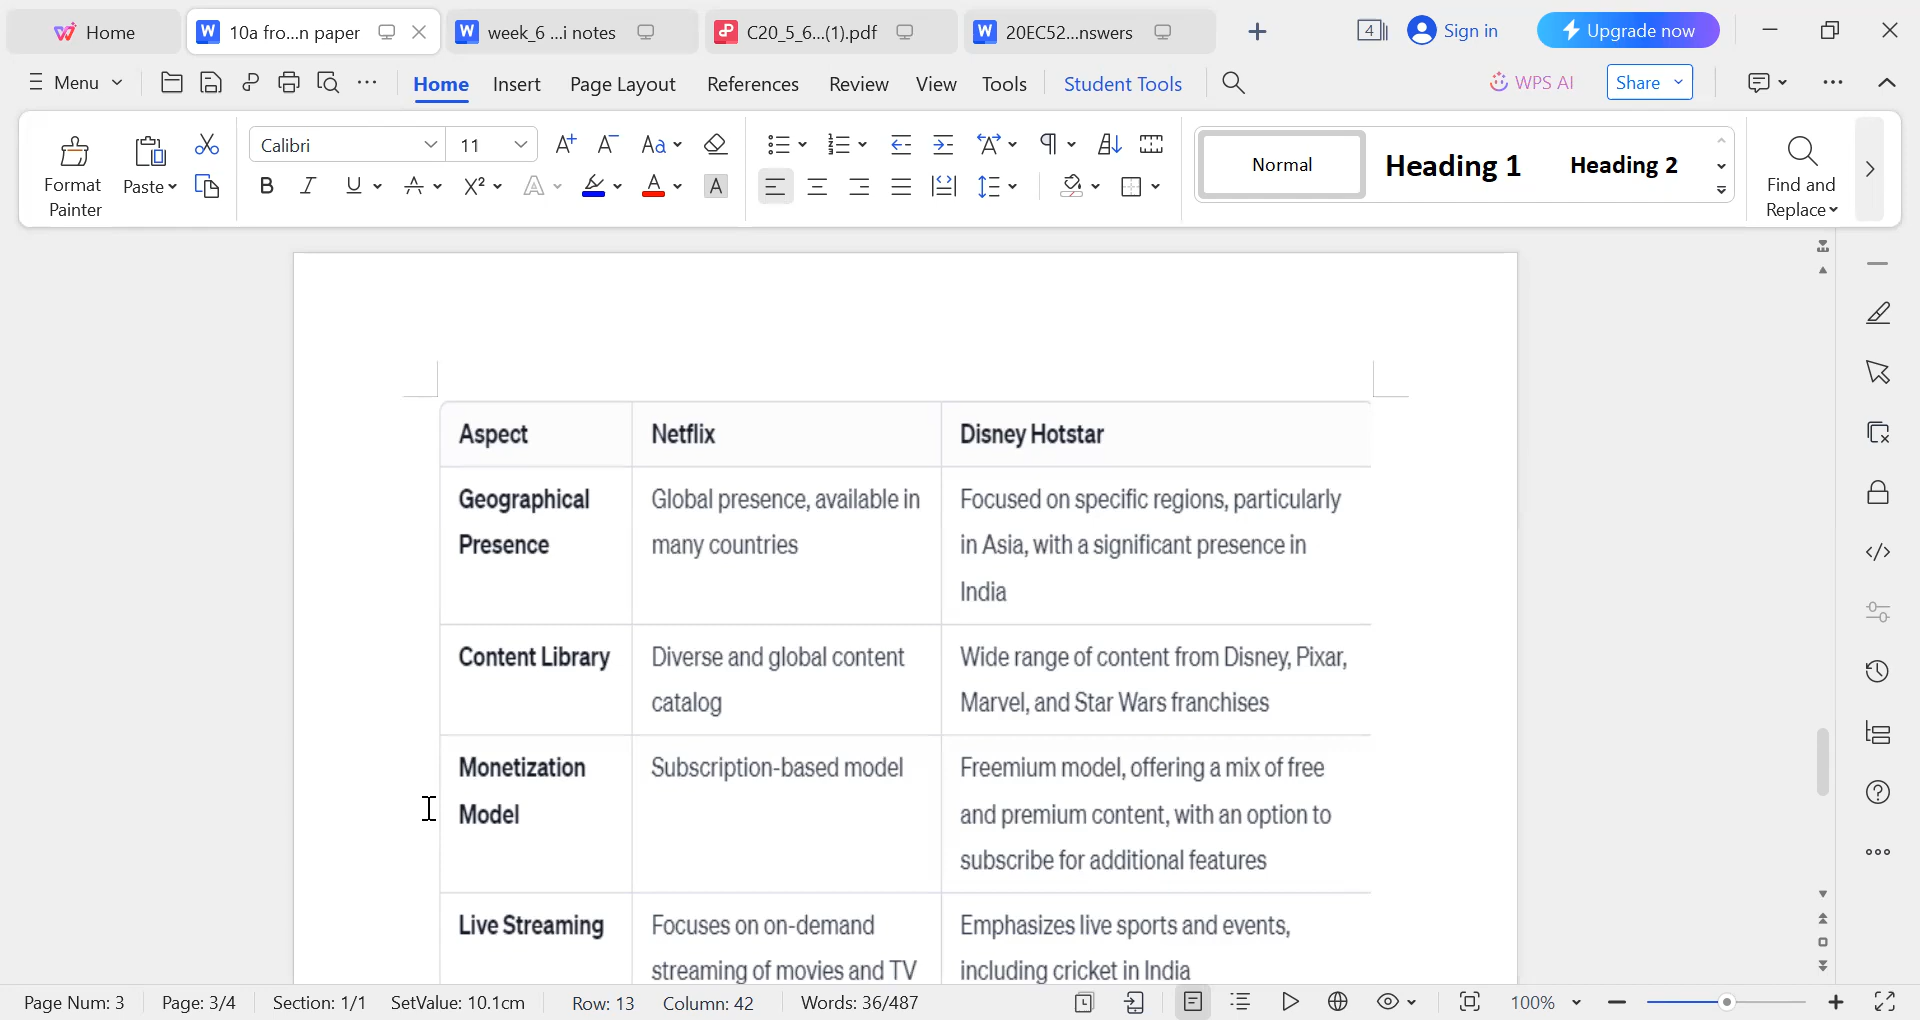 Home
10a fro...n paper
week_6 ...i notes
C20_5_6...(1).pdf
20EC52...nswers
4
Sign in
Upgrade now
Menu
Home
Insert
Page Layout
References
Review
View
Tools
Student Tools
WPS AI
Share
Format
Painter
Paste
Calibri
11
Normal
Heading 1
Heading 2
Find and
Replace
Aspect
Netflix
Disney Hotstar
Geographical
Presence
Global presence, available in
many countries
Focused on specific regions, particularly
in Asia, with a significant presence in
India
Content Library
Diverse and global content
catalog
Wide range of content from Disney, Pixar,
Marvel, and Star Wars franchises
Monetization
Model
Subscription-based model
Freemium model, offering a mix of free
and premium content, with an option to
subscribe for additional features
Live Streaming
Focuses on on-demand
streaming of movies and TV
Emphasizes live sports and events,
including cricket in India
Page Num: 3
Page: 3/4
Section: 1/1
SetValue: 10.1cm
Row: 13
Column: 42
Words: 36/487
100%